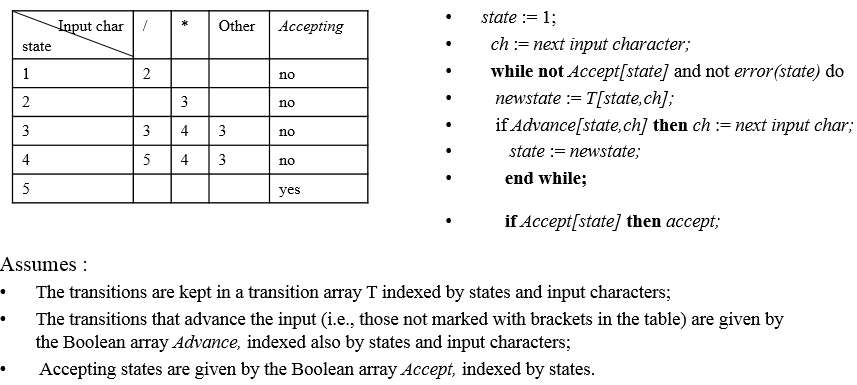 Input char / * Other Accepting
state
1 2 no
2 3 no
3 3 4 3 no
4 5 4 3 no
5 yes
• state := 1;
• ch := next input character;
• while not Accept[state] and not error(state) do
• newstate := T[state,ch];
• if Advance[state,ch] then ch := next input char;
• state := newstate;
• end while;
• if Accept[state] then accept;
Assumes :
• The transitions are kept in a transition array T indexed by states and input characters;
• The transitions that advance the input (i.e., those not marked with brackets in the table) are given by
the Boolean array Advance, indexed also by states and input characters;
• Accepting states are given by the Boolean array Accept, indexed by states.